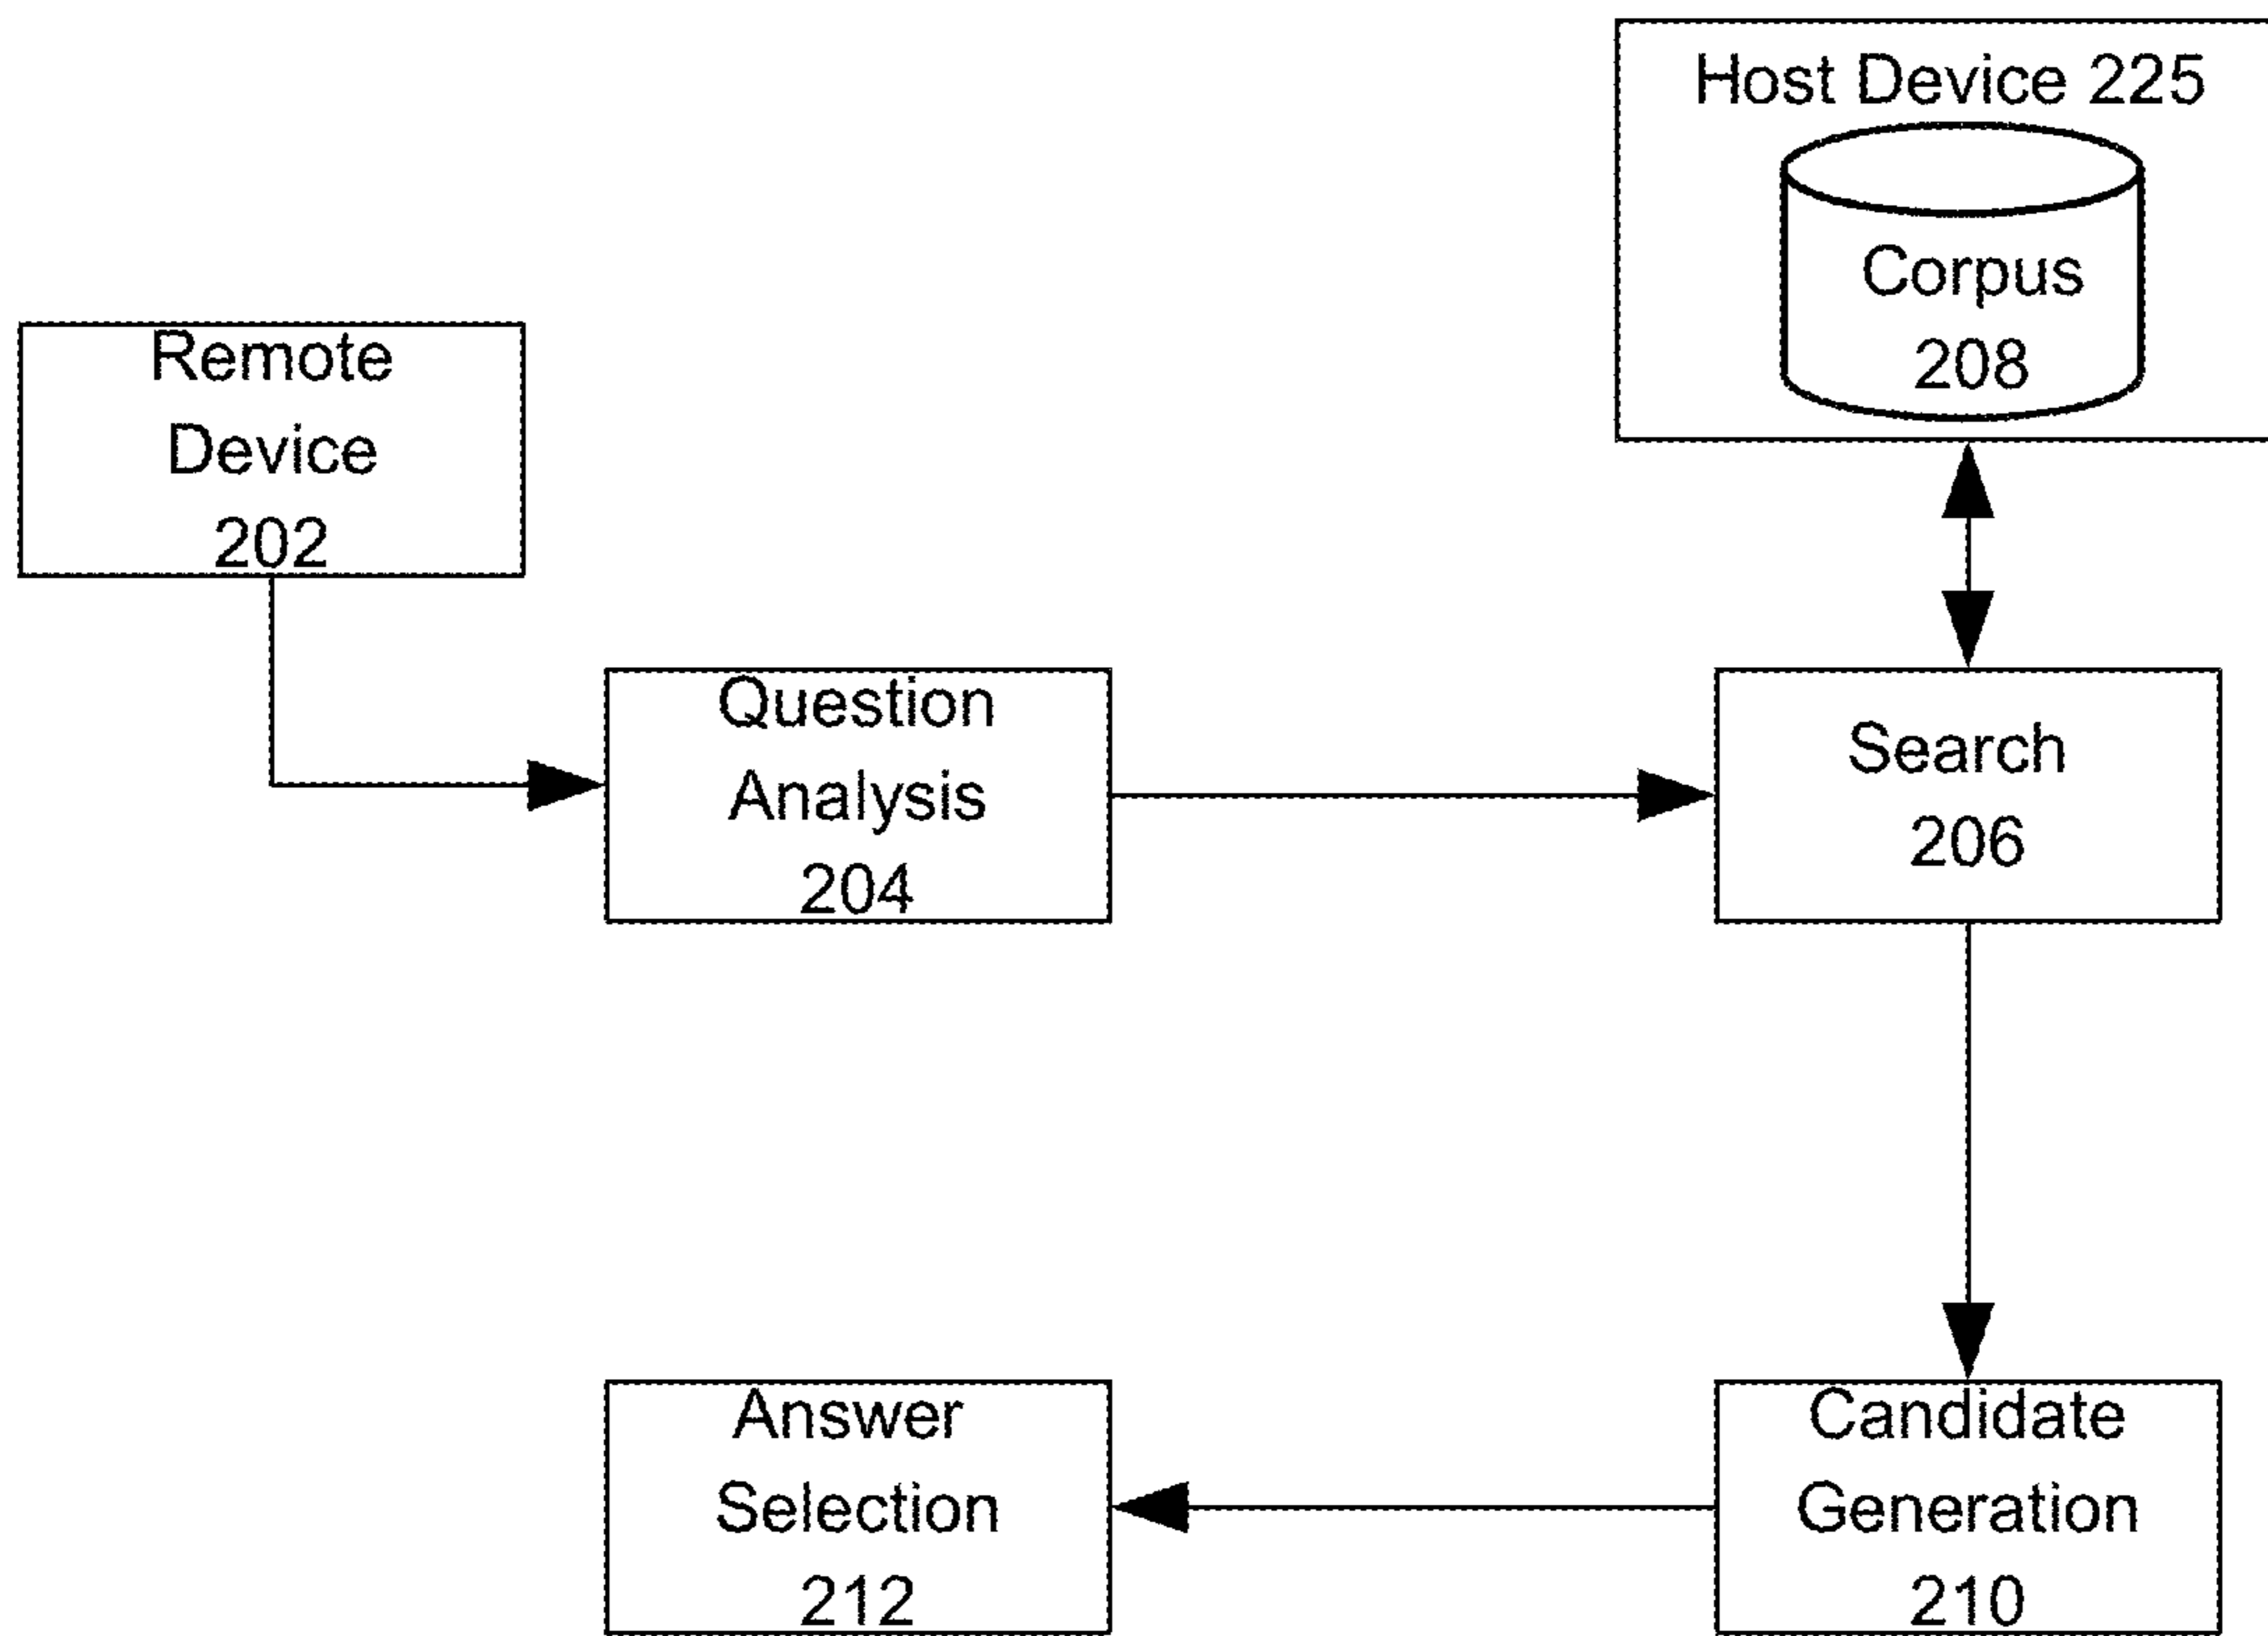 Host Device 225
Corpus
208
Remote
Device
202
Question
Analysis
204
Search
206
Answer
Selection
212
Candidate
Generation
210